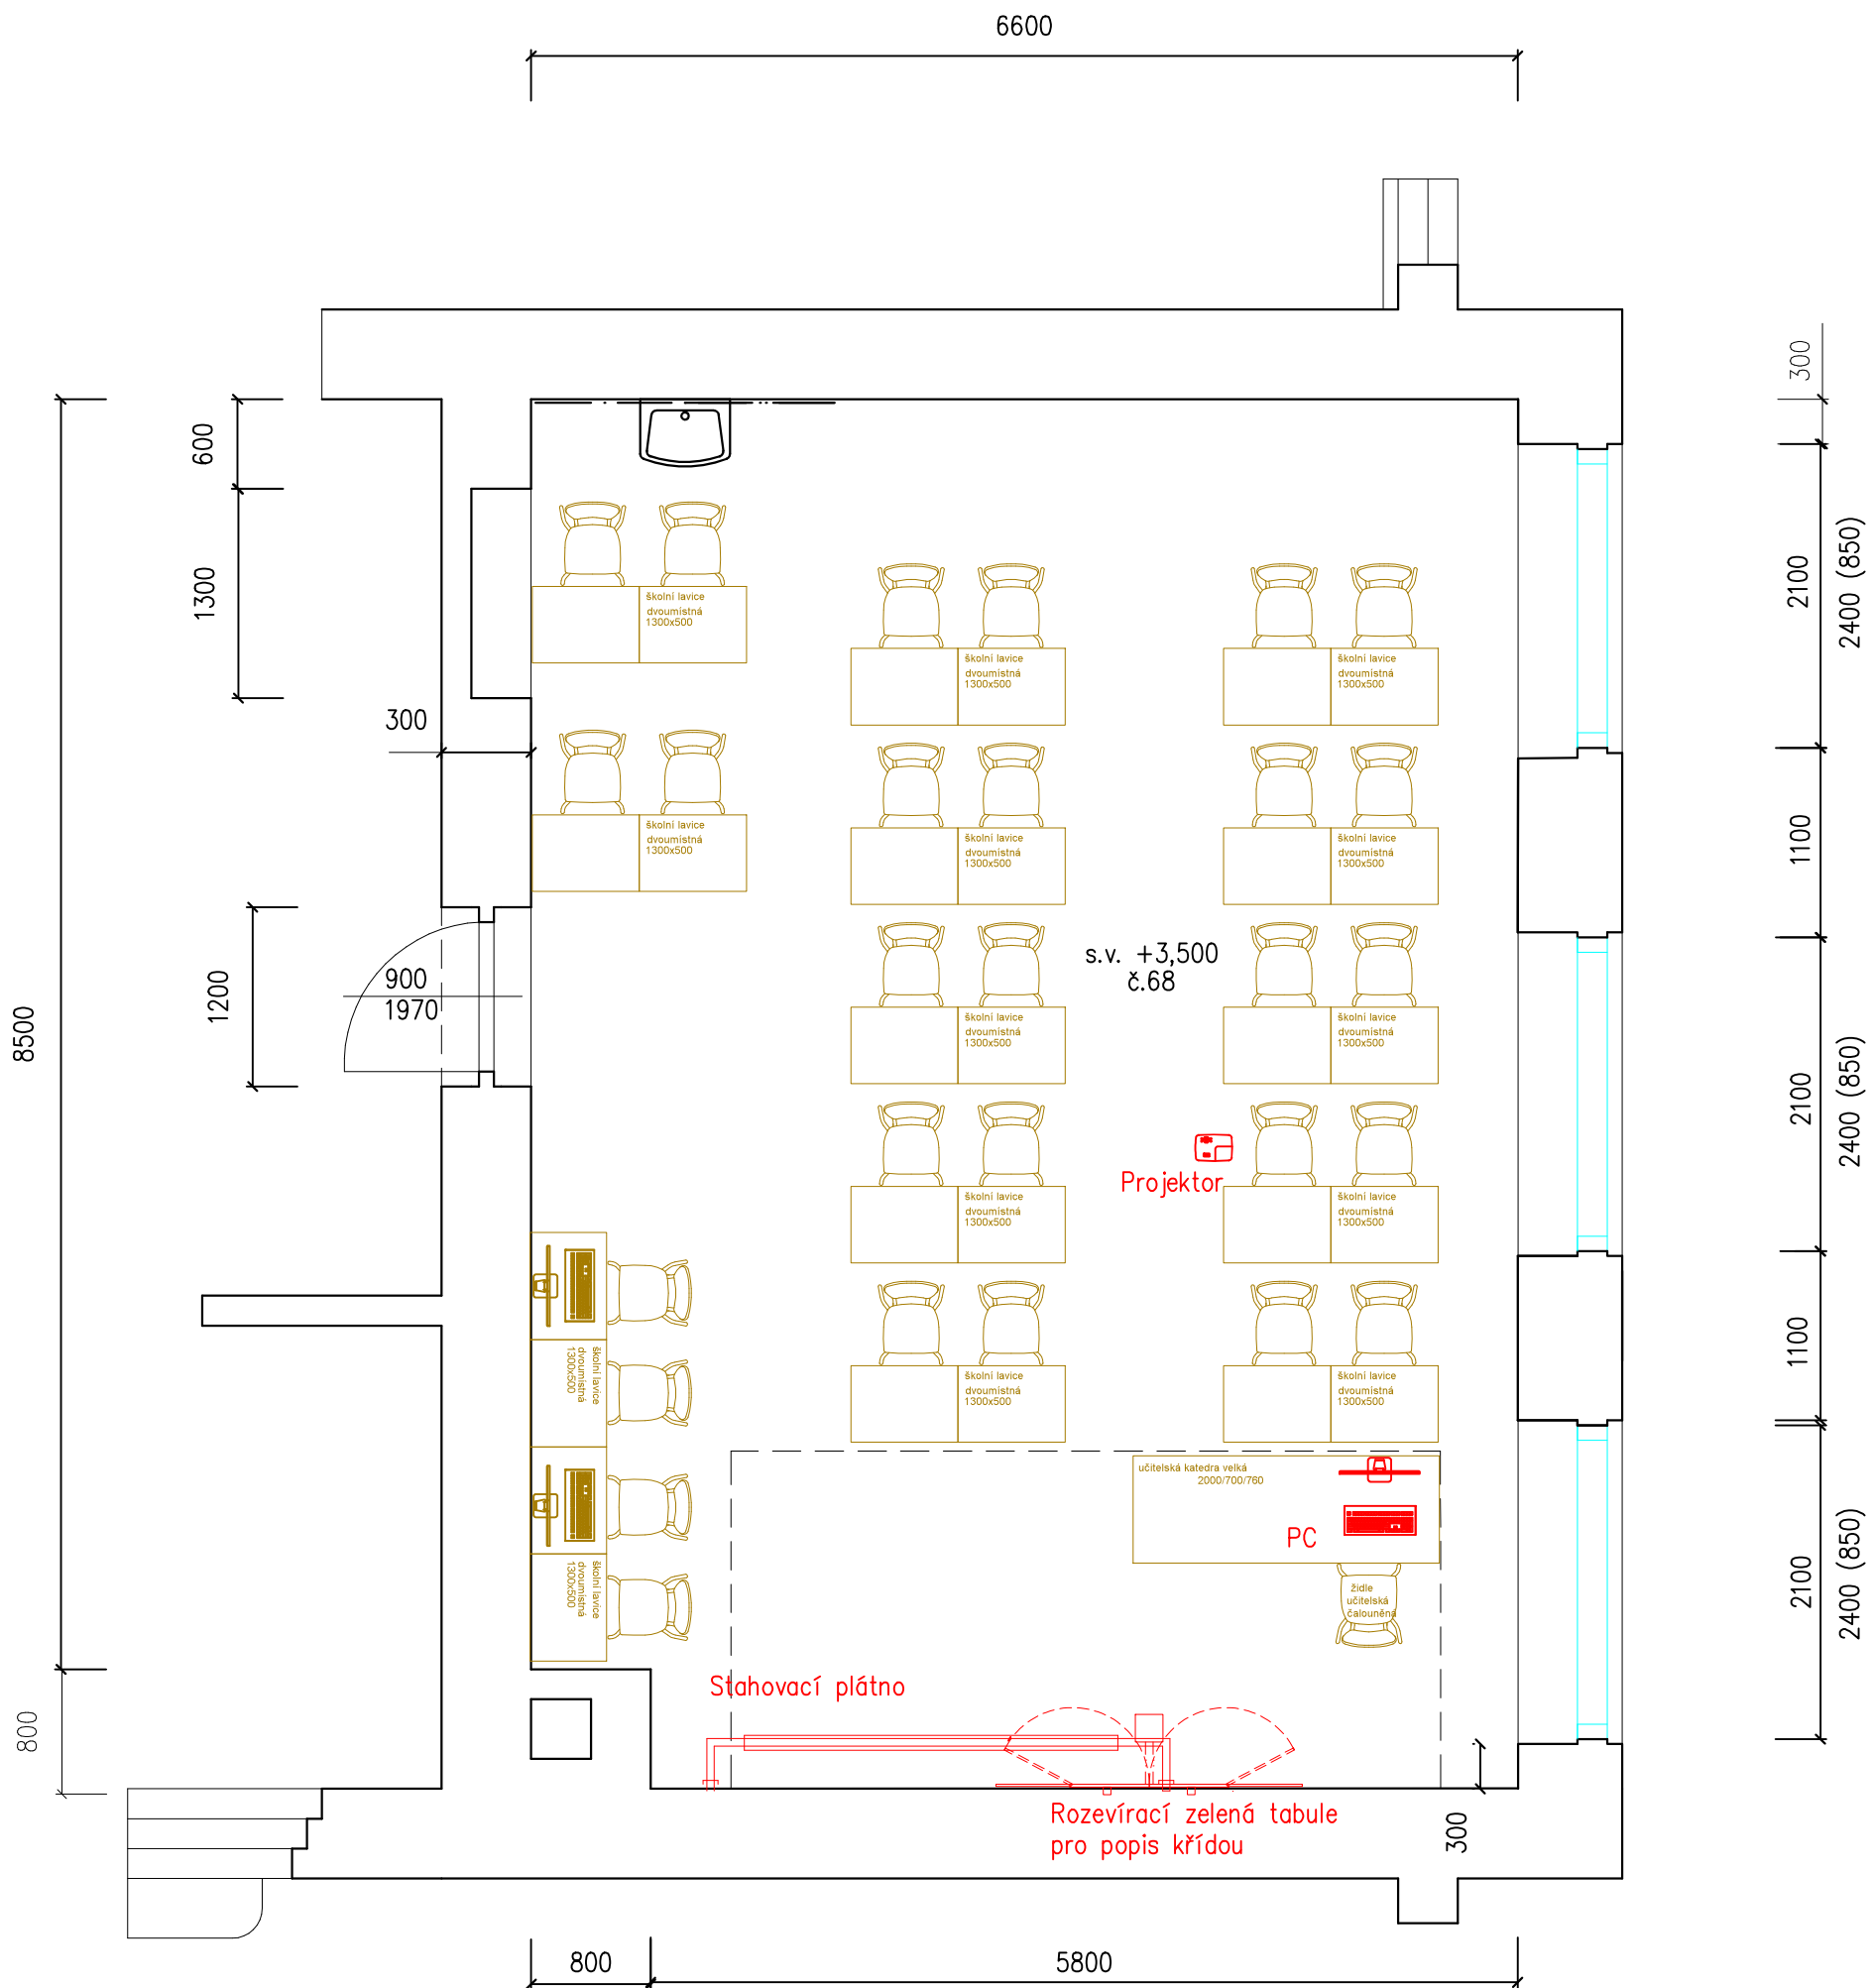 6600
300
600
2100
2400 (850)
1300
školní lavice
dvoumístná
1300x500
školní lavice
dvoumístná
1300x500
školní lavice
dvoumístná
1300x500
300
školní lavice
dvoumístná
1300x500
školní lavice
dvoumístná
1300x500
školní lavice
dvoumístná
1300x500
1100
s.v. +3,500
č.68
900
1970
1200
8500
školní lavice
dvoumístná
1300x500
školní lavice
dvoumístná
1300x500
2100
2400 (850)
Projektor
školní lavice
dvoumístná
1300x500
školní lavice
dvoumístná
1300x500
školní lavice
dvoumístná
1300x500
školní lavice
dvoumístná
1300x500
školní lavice
dvoumístná
1300x500
1100
učitelská katedra velká
2000/700/760
PC
školní lavice
dvoumístná
1300x500
židle
učitelská
čalouněná
2100
2400 (850)
Stahovací plátno
800
Rozevírací zelená tabule
pro popis křídou
300
800
5800